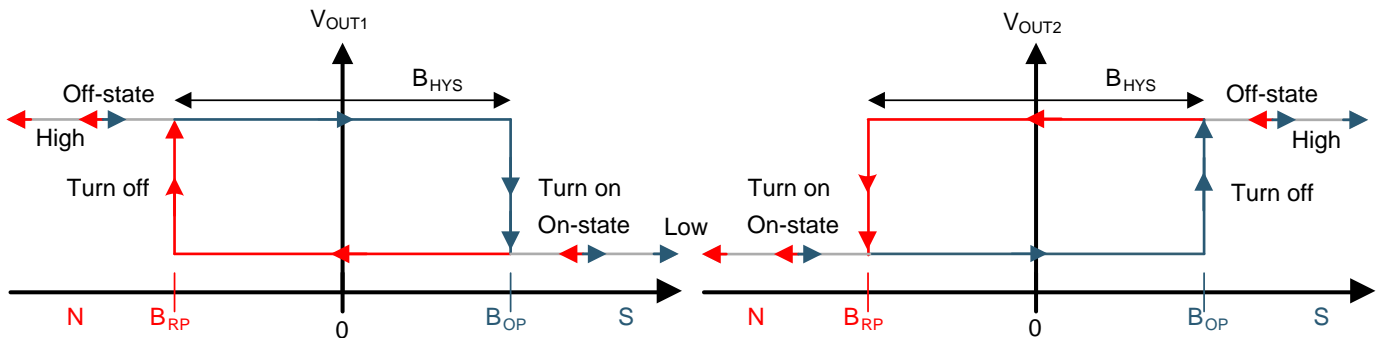 VOUT1
BHYS
Off-state
High
Turn off
Turn on
On-state
Low
N
BRP
0
BOP
S
VOUT2
BHYS
Off-state
High
Turn on
On-state
Turn off
N
BRP
0
BOP
S